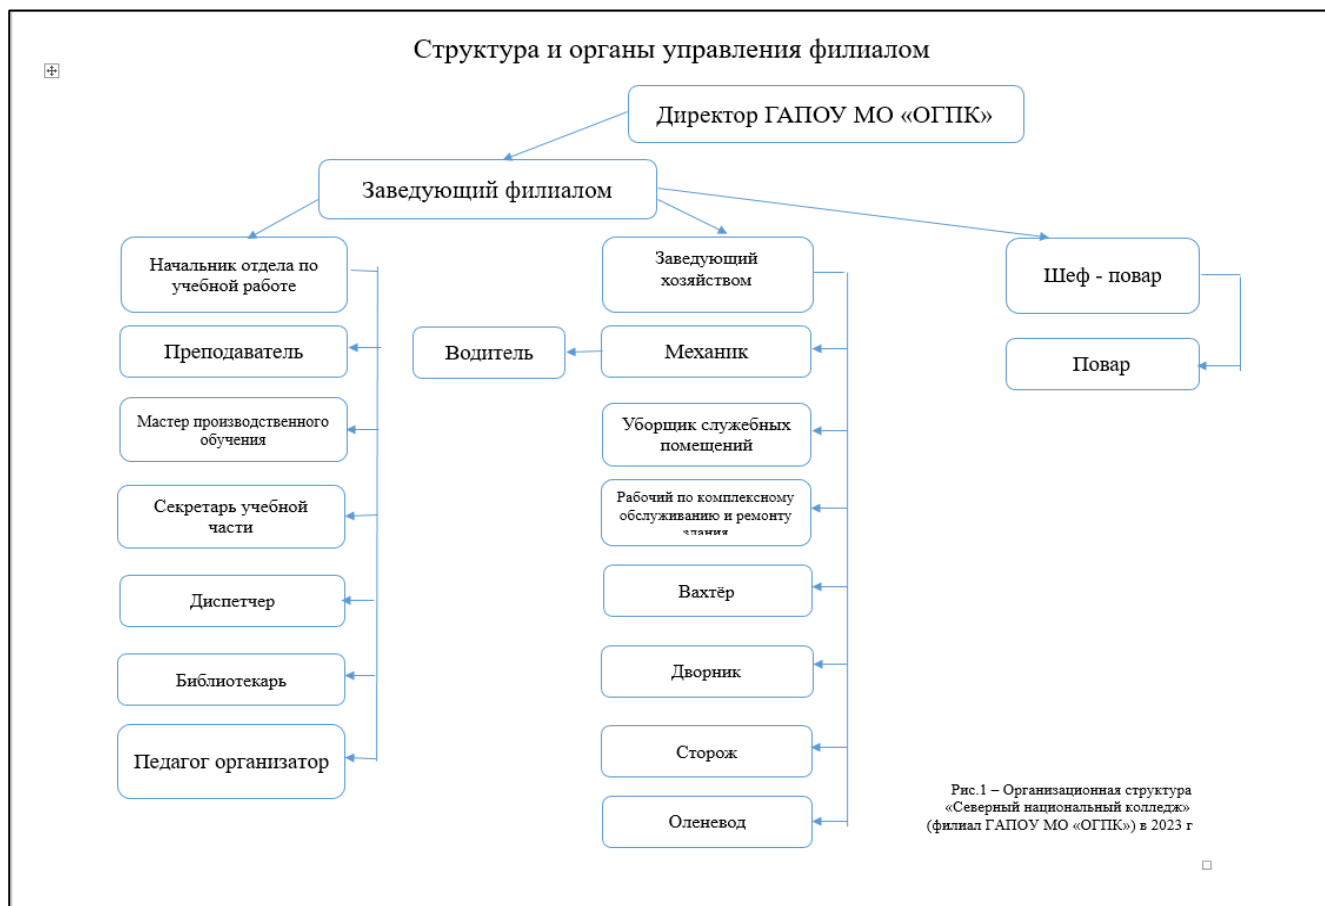 Структура и органы управления филиалом
Директор ГАПОУ МО «ОГПК»
Заведующий филиалом
Начальник отдела по
учебной работе
Преподаватель
Мастер производственного
обучения
Секретарь учебной
части
Диспетчер
Библиотекарь
Педагог организатор
Заведующий
хозяйством
Водитель
Механик
Уборщик служебных
помещений
Рабочий по комплексному
обслуживанию и ремонту
здания
Вахтёр
Дворник
Сторож
Оленевод
Шеф - повар
Повар
Рис.1 – Организационная структура
«Северный национальный колледж»
(филиал ГАПОУ МО «ОГПК») в 2023 г